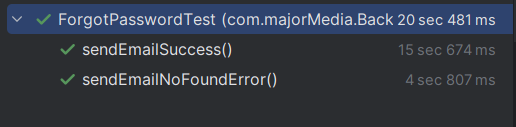 ForgotPasswordTest (com.majorMedia.Back 20 sec 481 ms
sendEmailSuccess() 15 sec 674 ms
sendEmailNoFoundError() 4 sec 807 ms